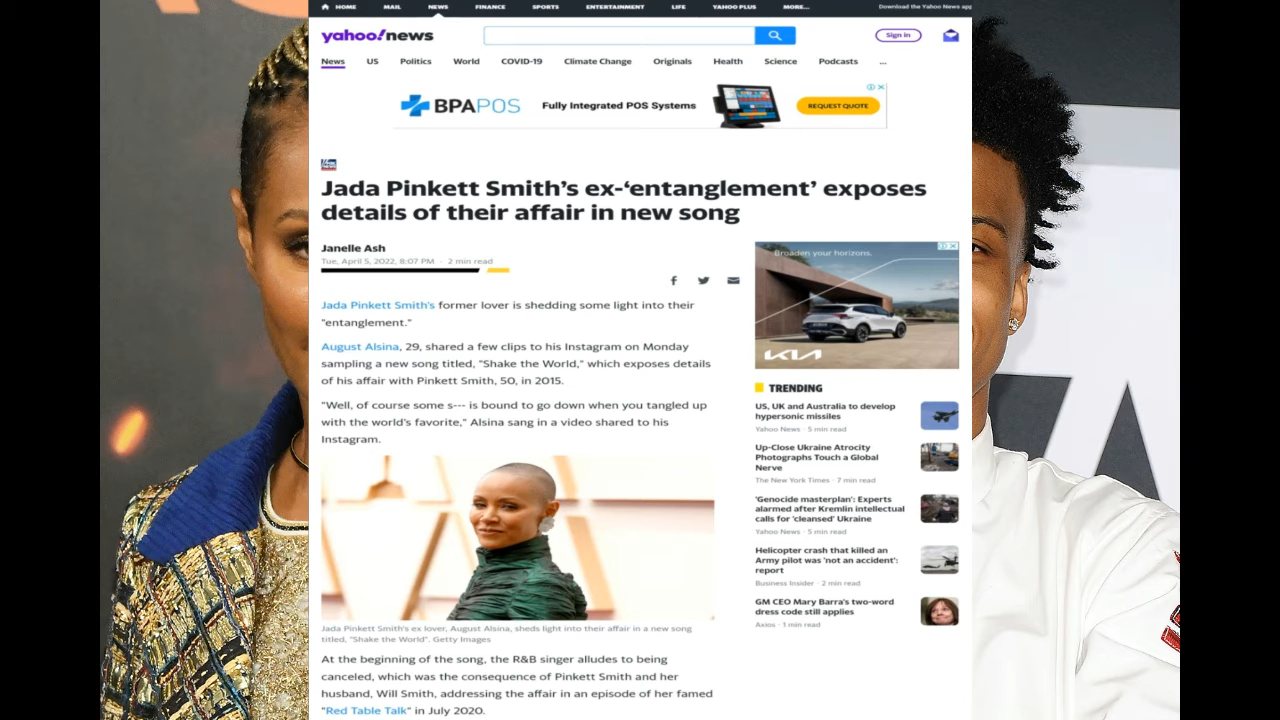 HOME MAIL NEWS FINANCE SPORTS ENTERTAINMENT LIFE YAHOO PLUS MORE... Download the Yahoo News app
yahoo!news
Sign in
News US Politics World COVID-19 Climate Change Originals Health Science Podcasts ...
BPAPOS Fully Integrated POS Systems REQUEST QUOTE
Jada Pinkett Smith's ex-'entanglement' exposes
details of their affair in new song
Janelle Ash
Tue, April 5, 2022, 8:07 PM · 2 min read
Jada Pinkett Smith's former lover is shedding some light into their
"entanglement."
August Alsina, 29, shared a few clips to his Instagram on Monday
sampling a new song titled, "Shake the World," which exposes details
of his affair with Pinkett Smith, 50, in 2015.
"Well, of course some s--- is bound to go down when you tangled up
with the world's favorite," Alsina sang in a video shared to his
Instagram.
Jada Pinkett Smith's ex lover, August Alsina, sheds light into their affair in a new song
titled, "Shake the World". Getty Images
At the beginning of the song, the R&B singer alludes to being
canceled, which was the consequence of Pinkett Smith and her
husband, Will Smith, addressing the affair in an episode of her famed
"Red Table Talk" in July 2020.
Broaden your horizons.
KIA
TRENDING
US, UK and Australia to develop
hypersonic missiles
Yahoo News · 5 min read
Up-Close Ukraine Atrocity
Photographs Touch a Global
Nerve
The New York Times · 7 min read
'Genocide masterplan': Experts
alarmed after Kremlin intellectual
calls for 'cleansed' Ukraine
Yahoo News · 5 min read
Helicopter crash that killed an
Army pilot was 'not an accident':
report
Business Insider · 2 min read
GM CEO Mary Barra's two-word
dress code still applies
Axios · 1 min read